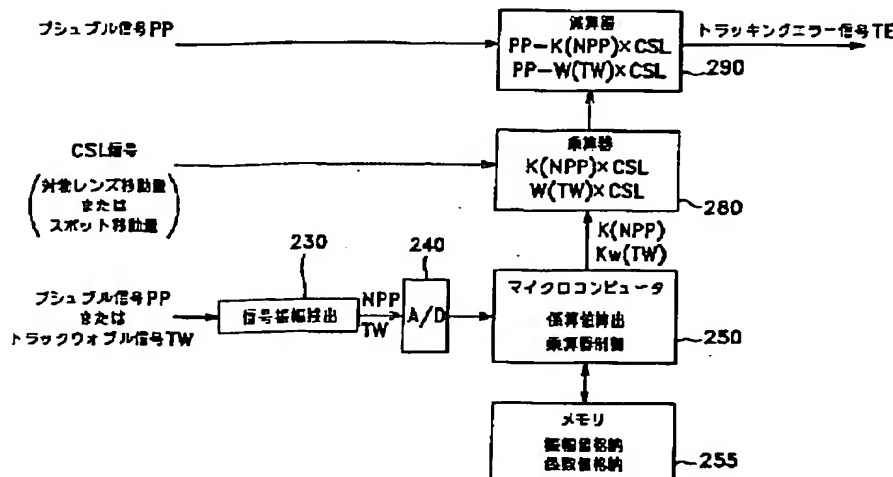 プシュプル信号PP
減算器
PP-K(NPP)×CSL
PP-W(TW)×CSL
トラッキングエラー信号TE
290
CSL信号
対物レンズ移動量
または
スポット移動量
乗算器
K(NPP)×CSL
W(TW)×CSL
280
K(NPP)
Kw(TW)
230
240
プシュプル信号PP
または
トラックウォブル信号TW
信号振幅検出
NPP
TW
A/D
マイクロコンピュータ
係算値算出
乗算器制御
250
メモリ
振幅値格納
係数値格納
255